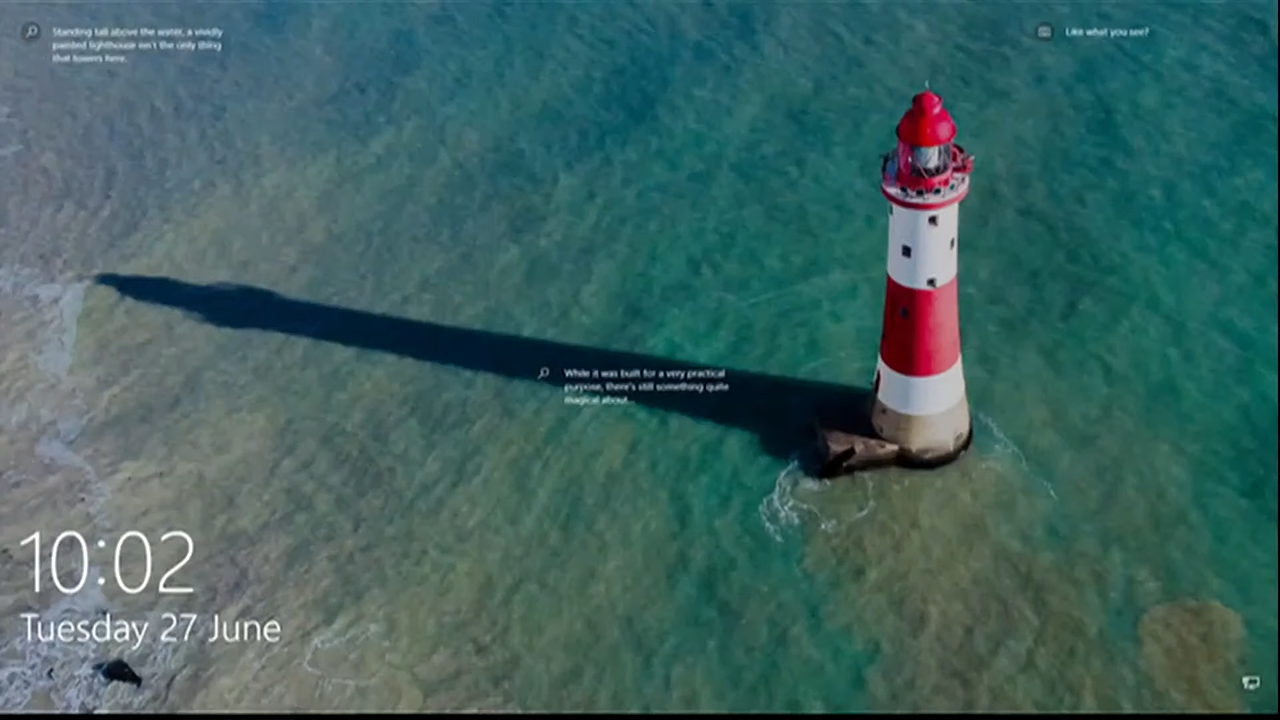 Standing tall above the water, a vividly
painted lighthouse isn't the only thing
that towers here.
Like what you see?
While it was built for a very practical
purpose, there's still something quite
magical about...
10:02
Tuesday 27 June